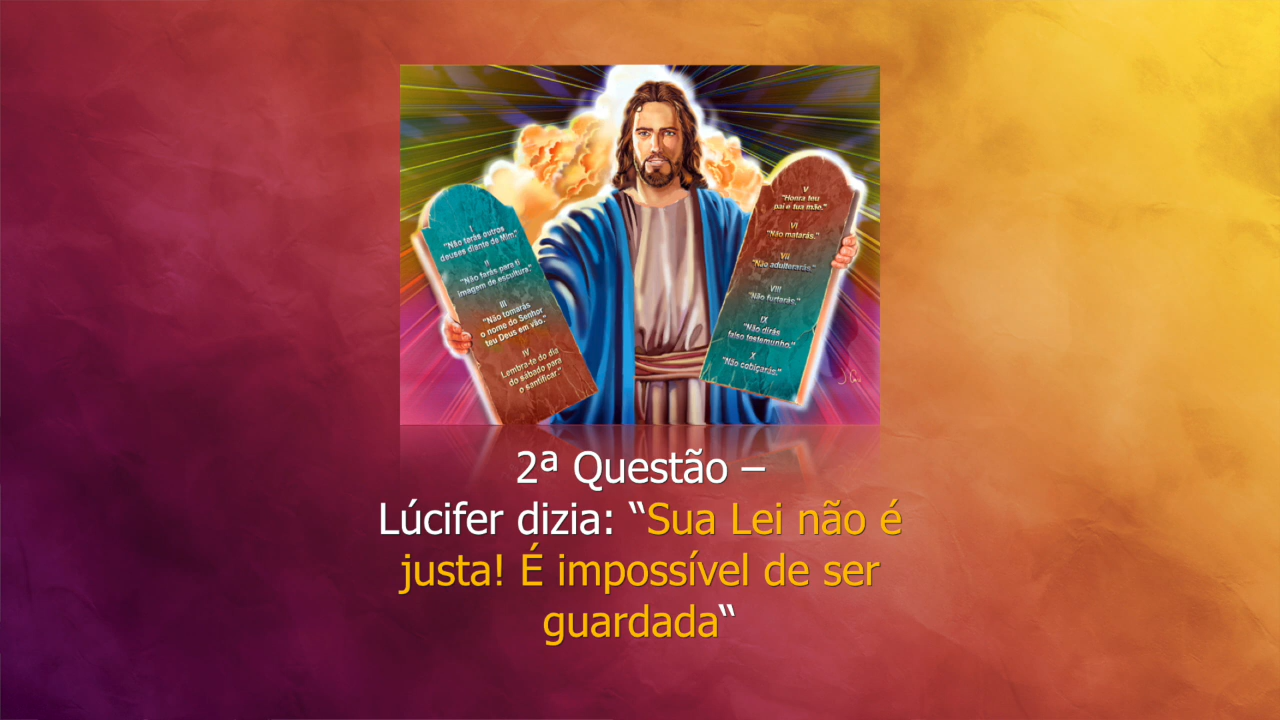 I
"Não terás outros
deuses diante de Mim."
II
"Não farás para ti
imagem de escultura."
III
"Não tomarás
o nome do Senhor
teu Deus em vão."
IV
Lembra-te do dia
do sábado para
o santificar."
V
"Honra teu
pai e tua mãe."
VI
"Não matarás."
VII
"Não adulterarás."
VIII
"Não furtarás."
IX
"Não dirás
falso testemunho."
X
"Não cobiçarás."
2ª Questão –
Lúcifer dizia: “Sua Lei não é
justa! É impossível de ser
guardada“